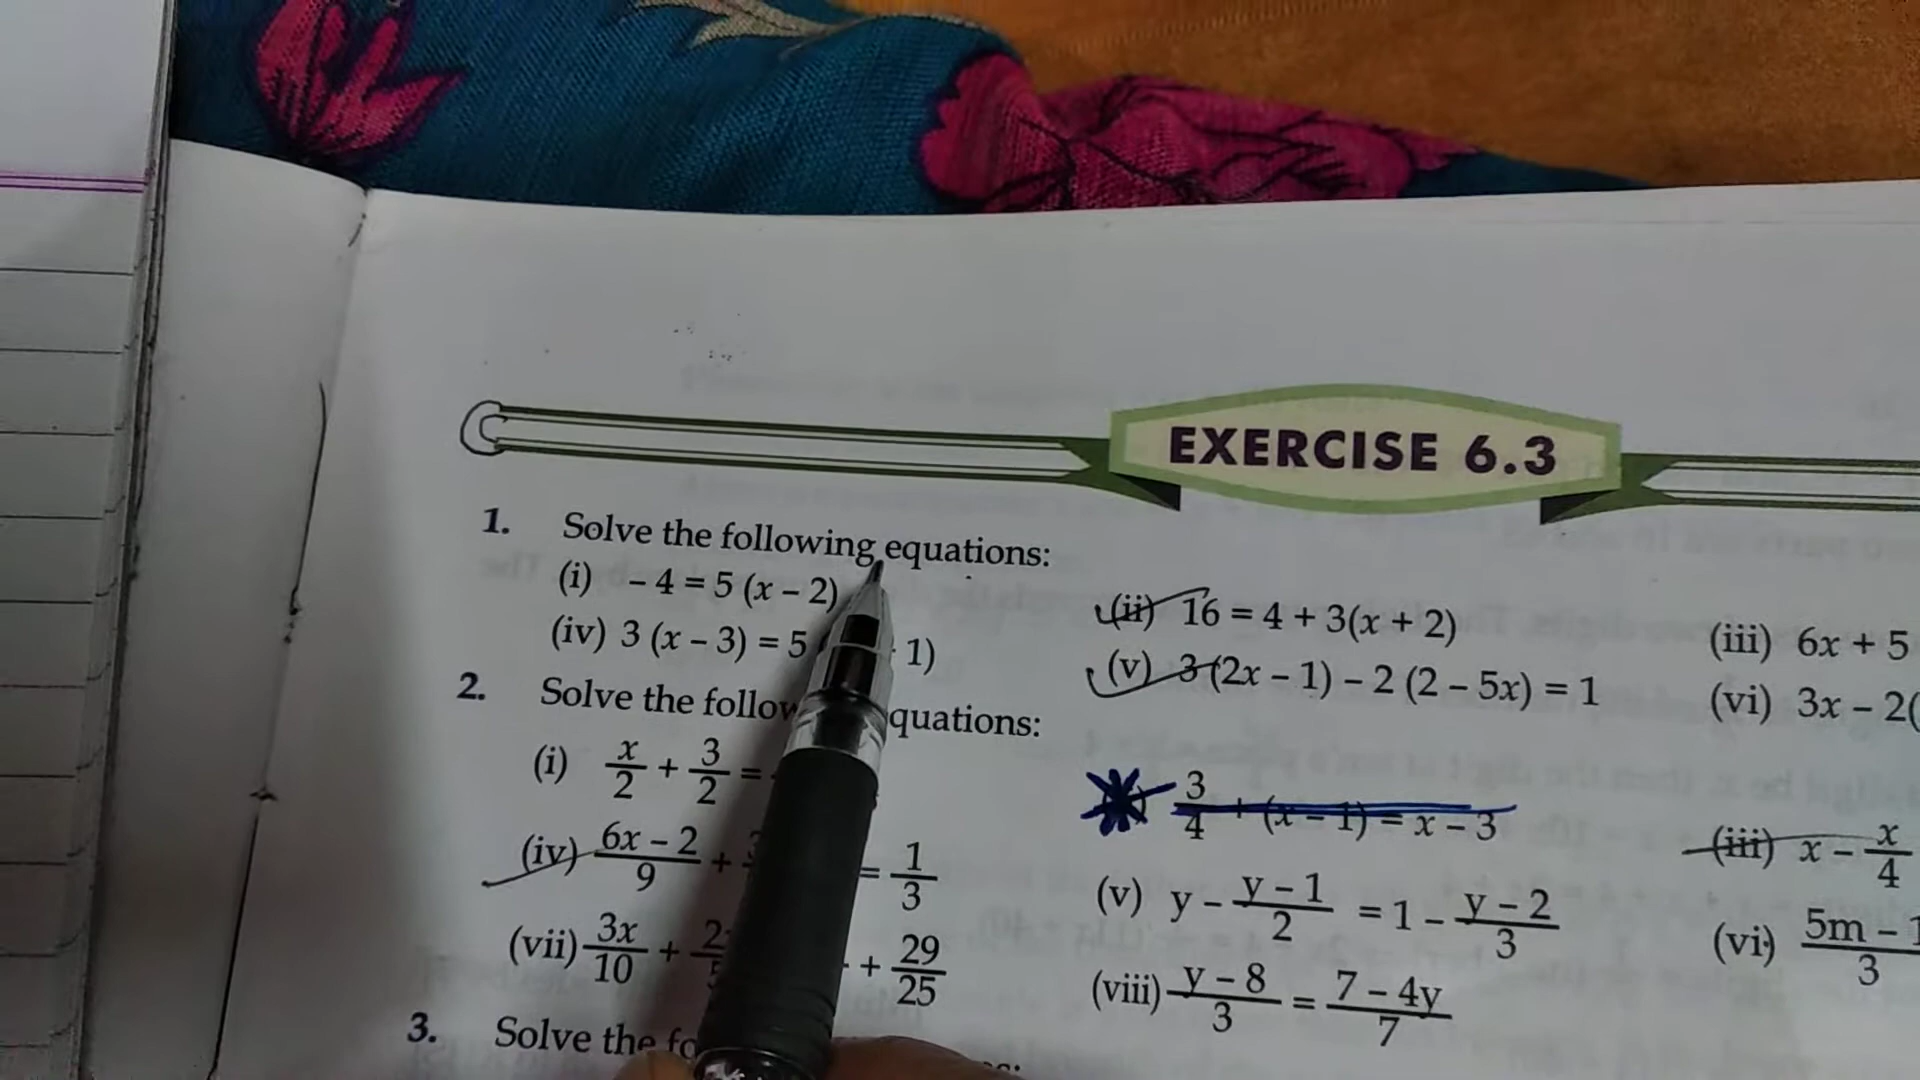 EXERCISE 6.3
1. Solve the following equations:
(i) – 4 = 5 (x – 2) (ii) 16 = 4 + 3(x + 2) (iii) 6x + 5
(iv) 3 (x – 3) = 5 1) (v) 3 (2x – 1) – 2 (2 – 5x) = 1 (vi) 3x – 2(
2. Solve the follow quations:
(i) x/2 + 3/2 = 3/4 + (x – 1) = x – 3 (iii) x – x/4
(iv) (6x – 2)/9 + = 1/3 (v) y – (y – 1)/2 = 1 – (y – 2)/3 (vi) (5m – 1)/3
(vii) 3x/10 + + 29/25 (viii) (y – 8)/3 = (7 – 4y)/7
3. Solve the fo